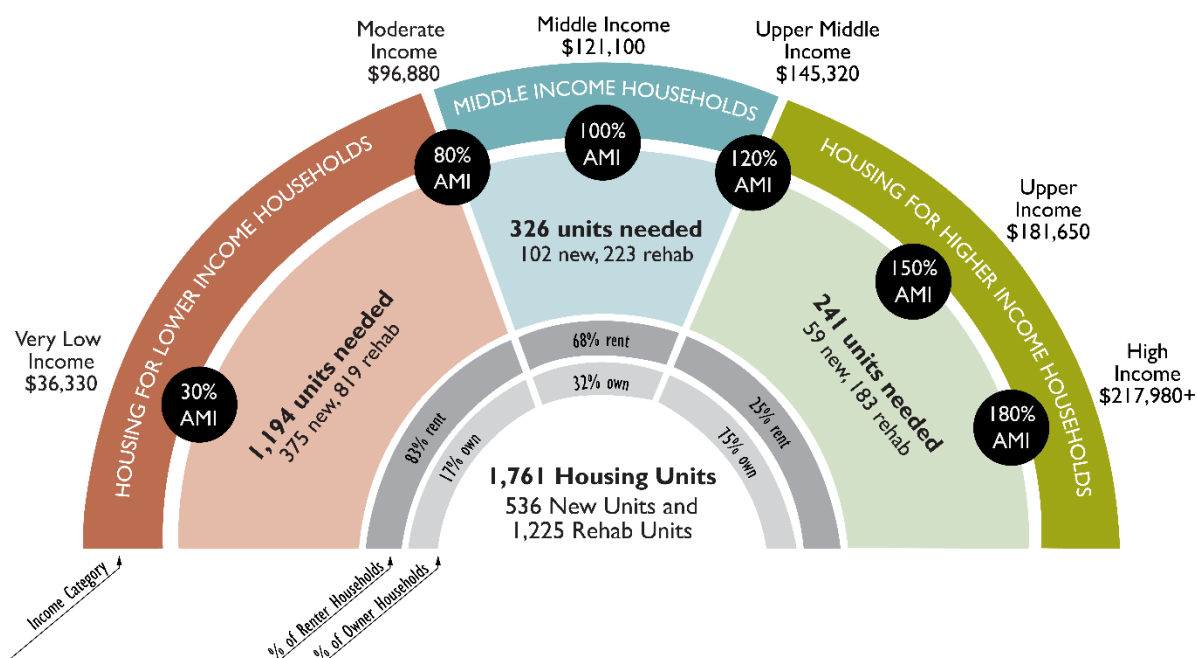 Moderate
Income
$96,880
Middle Income
$121,100
Upper Middle
Income
$145,320
MIDDLE INCOME HOUSEHOLDS
80%
AMI
100%
AMI
120%
AMI
HOUSING FOR LOWER INCOME HOUSEHOLDS
HOUSING FOR HIGHER INCOME HOUSEHOLDS
Upper
Income
$181,650
326 units needed
102 new, 223 rehab
150%
AMI
Very Low
Income
$36,330
30%
AMI
1,194 units needed
375 new, 819 rehab
241 units needed
59 new, 183 rehab
High
Income
$217,980+
180%
AMI
68% rent
32% own
83% rent
17% own
25% rent
75% own
1,761 Housing Units
536 New Units and
1,225 Rehab Units
Income Category
% of Renter Households
% of Owner Households